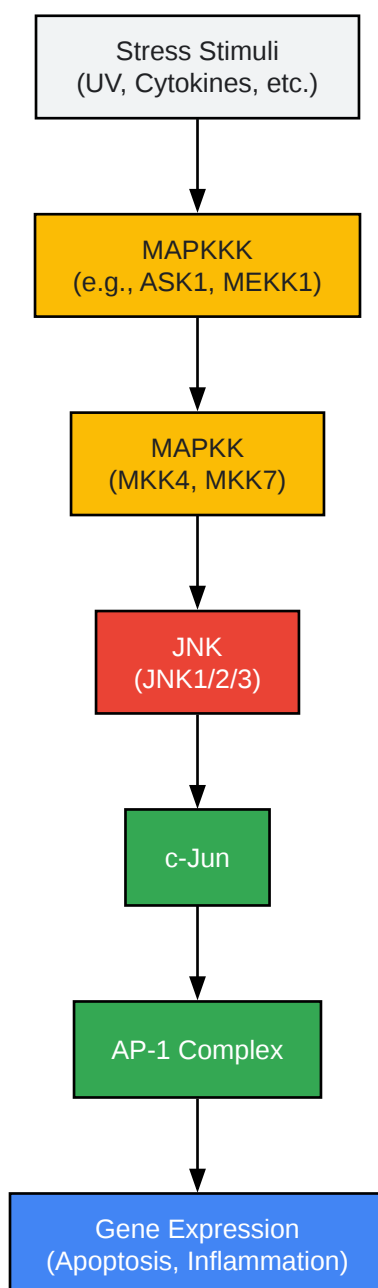 Stress Stimuli
(UV, Cytokines, etc.)
MAPKKK
(e.g., ASK1, MEKK1)
MAPKK
(MKK4, MKK7)
JNK
(JNK1/2/3)
c-Jun
AP-1 Complex
Gene Expression
(Apoptosis, Inflammation)